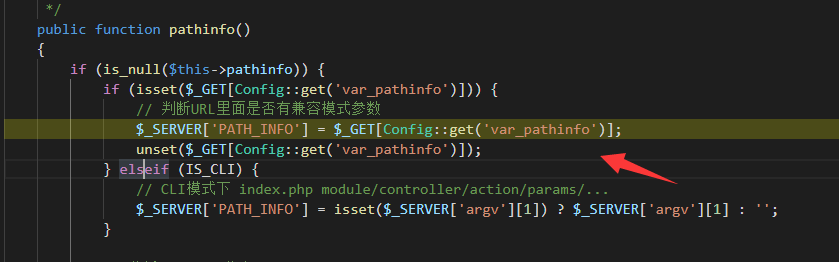 */
public function pathinfo()
{
if (is_null($this->pathinfo)) {
if (isset($_GET[Config::get('var_pathinfo')])) {
// 判断URL里面是否有兼容模式参数
$_SERVER['PATH_INFO'] = $_GET[Config::get('var_pathinfo')];
unset($_GET[Config::get('var_pathinfo')]);
} elseif (IS_CLI) {
// CLI模式下 index.php module/controller/action/params/...
$_SERVER['PATH_INFO'] = isset($_SERVER['argv'][1]) ? $_SERVER['argv'][1] : '';
}